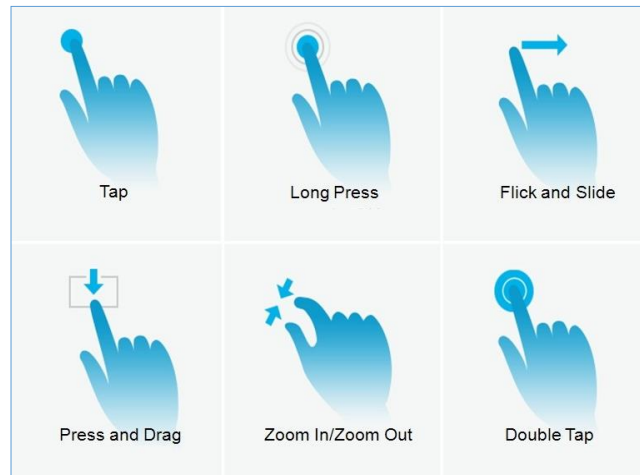 Tap
Long Press
Flick and Slide
Press and Drag
Zoom In/Zoom Out
Double Tap